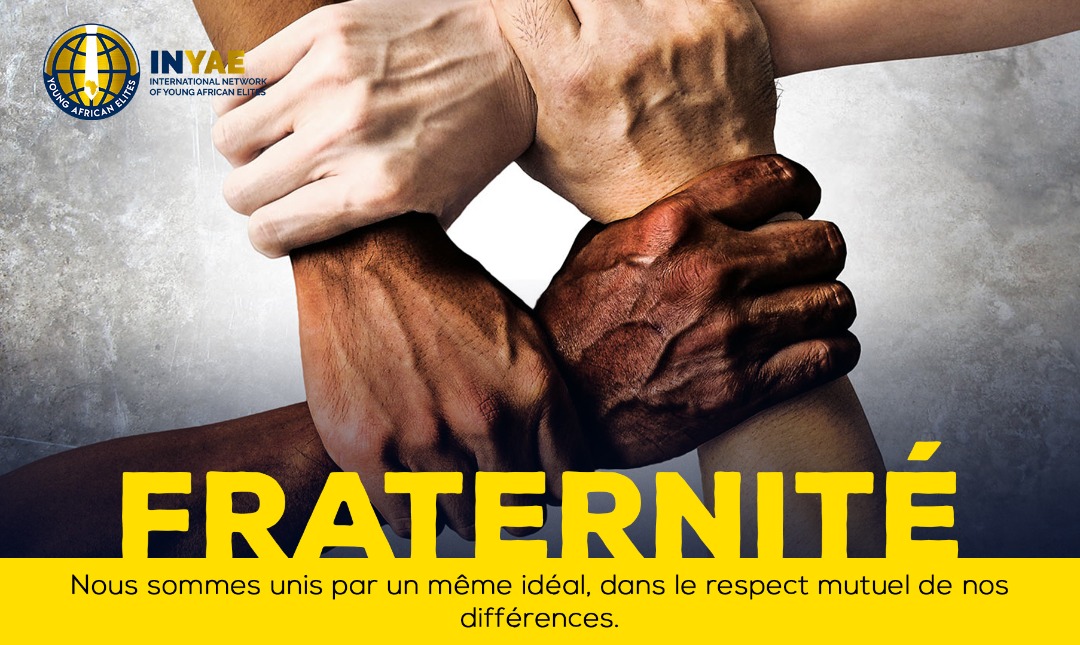 YOUNG AFRICAN ELITES
INYAE
INTERNATIONAL NETWORK
OF YOUNG AFRICAN ELITES
FRATERNITÉ
Nous sommes unis par un même idéal, dans le respect mutuel de nos
différences.